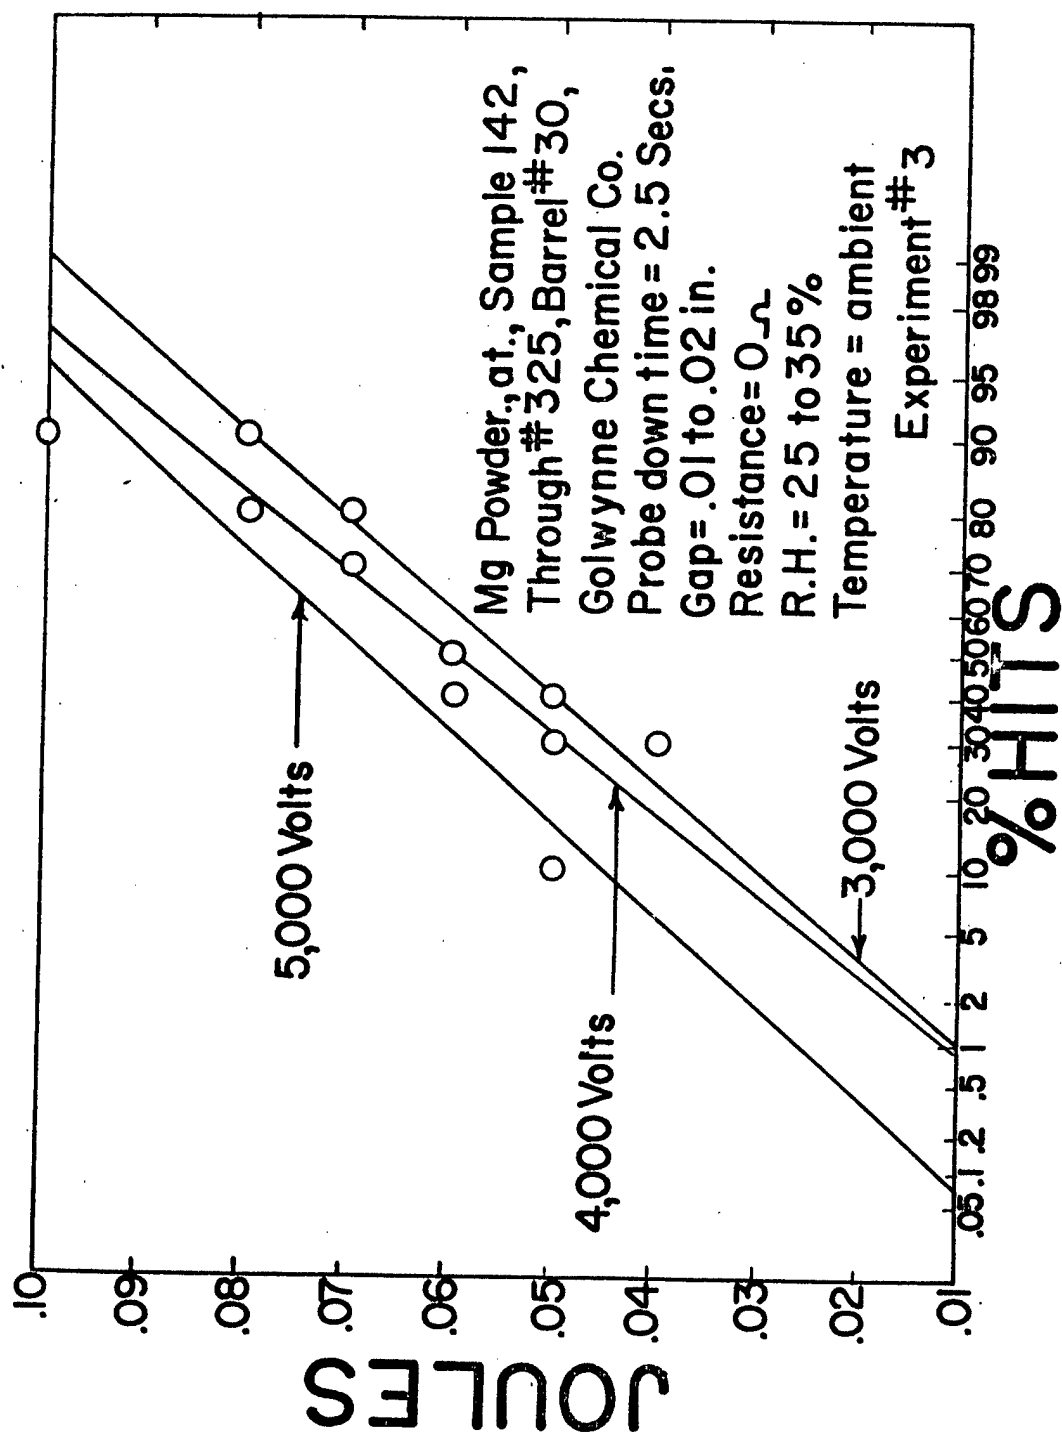 JOULES
.10
.09
.08
.07
.06
.05
.04
.03
.02
.01
5,000 Volts
4,000 Volts
3,000 Volts
Mg Powder., at., Sample 142,
Through #325, Barrel #30,
Golwynne Chemical Co.
Probe down time = 2.5 Secs.
Gap = .01 to .02 in.
Resistance = 0 Ω
R.H. = 25 to 35%
Temperature = ambient
Experiment #3
.05 .1 .2 .5 1 2 5 10 20 30 40 50 60 70 80 90 95 98 99
% HITS